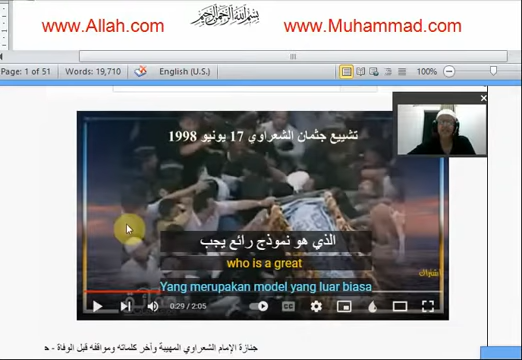 www.Allah.com
بسم الله الرحمن الرحيم
www.Muhammad.com
Page: 1 of 51
Words: 19,710
English (U.S.)
100%
تشييع جثمان الشعراوي 17 يونيو 1998
الذي هو نموذج رائع يجب
who is a great
Yang merupakan model yang luar biasa
0:29 / 2:05
CC
جنازة الإمام الشعراوي المهيبة وآخر كلماته ومواقفه قبل الوفاة - ح